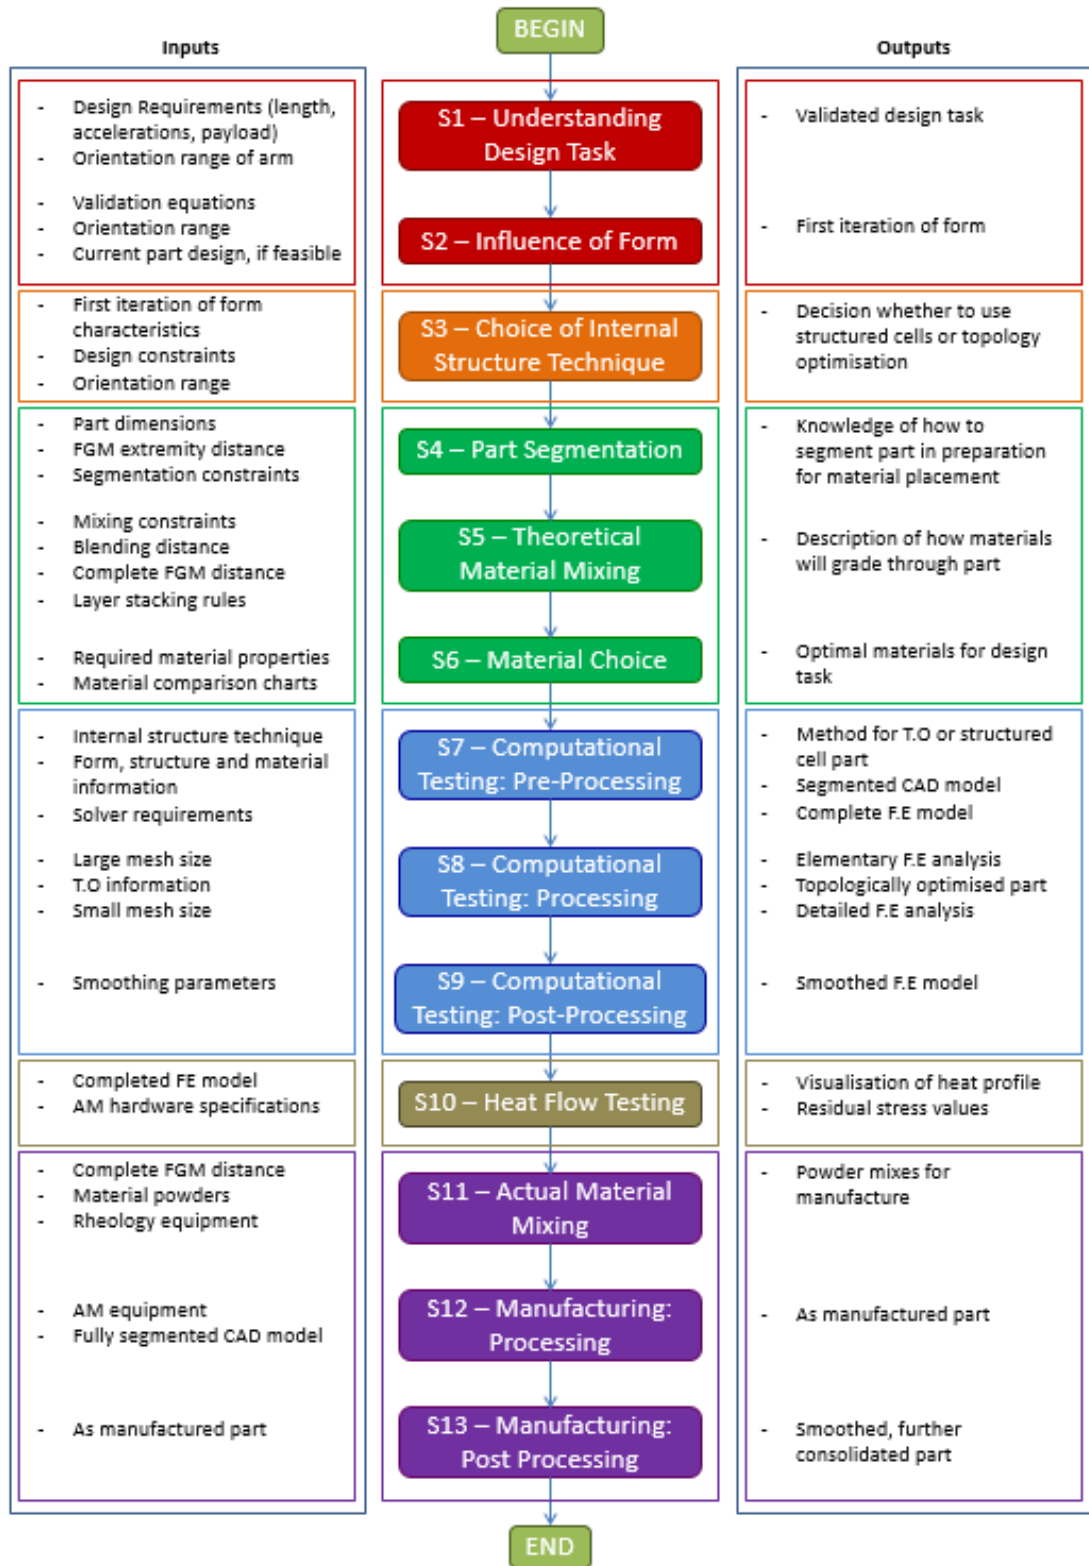 BEGIN
Inputs
Outputs
- Design Requirements (length,
accelerations, payload)
- Orientation range of arm
S1 – Understanding
Design Task
- Validated design task
- Validation equations
- Orientation range
- Current part design, if feasible
S2 – Influence of Form
- First iteration of form
- First iteration of form
characteristics
- Design constraints
- Orientation range
S3 – Choice of Internal
Structure Technique
- Decision whether to use
structured cells or topology
optimisation
- Part dimensions
- FGM extremity distance
- Segmentation constraints
S4 – Part Segmentation
- Knowledge of how to
segment part in preparation
for material placement
- Mixing constraints
- Blending distance
- Complete FGM distance
- Layer stacking rules
S5 – Theoretical
Material Mixing
- Description of how materials
will grade through part
- Required material properties
- Material comparison charts
S6 – Material Choice
- Optimal materials for design
task
- Internal structure technique
- Form, structure and material
information
- Solver requirements
S7 – Computational
Testing: Pre-Processing
- Method for T.O or structured
cell part
- Segmented CAD model
- Complete F.E model
- Large mesh size
- T.O information
- Small mesh size
S8 – Computational
Testing: Processing
- Elementary F.E analysis
- Topologically optimised part
- Detailed F.E analysis
- Smoothing parameters
S9 – Computational
Testing: Post-Processing
- Smoothed F.E model
- Completed FE model
- AM hardware specifications
S10 – Heat Flow Testing
- Visualisation of heat profile
- Residual stress values
- Complete FGM distance
- Material powders
- Rheology equipment
S11 – Actual Material
Mixing
- Powder mixes for
manufacture
- AM equipment
- Fully segmented CAD model
S12 – Manufacturing:
Processing
- As manufactured part
- As manufactured part
S13 – Manufacturing:
Post Processing
- Smoothed, further
consolidated part
END